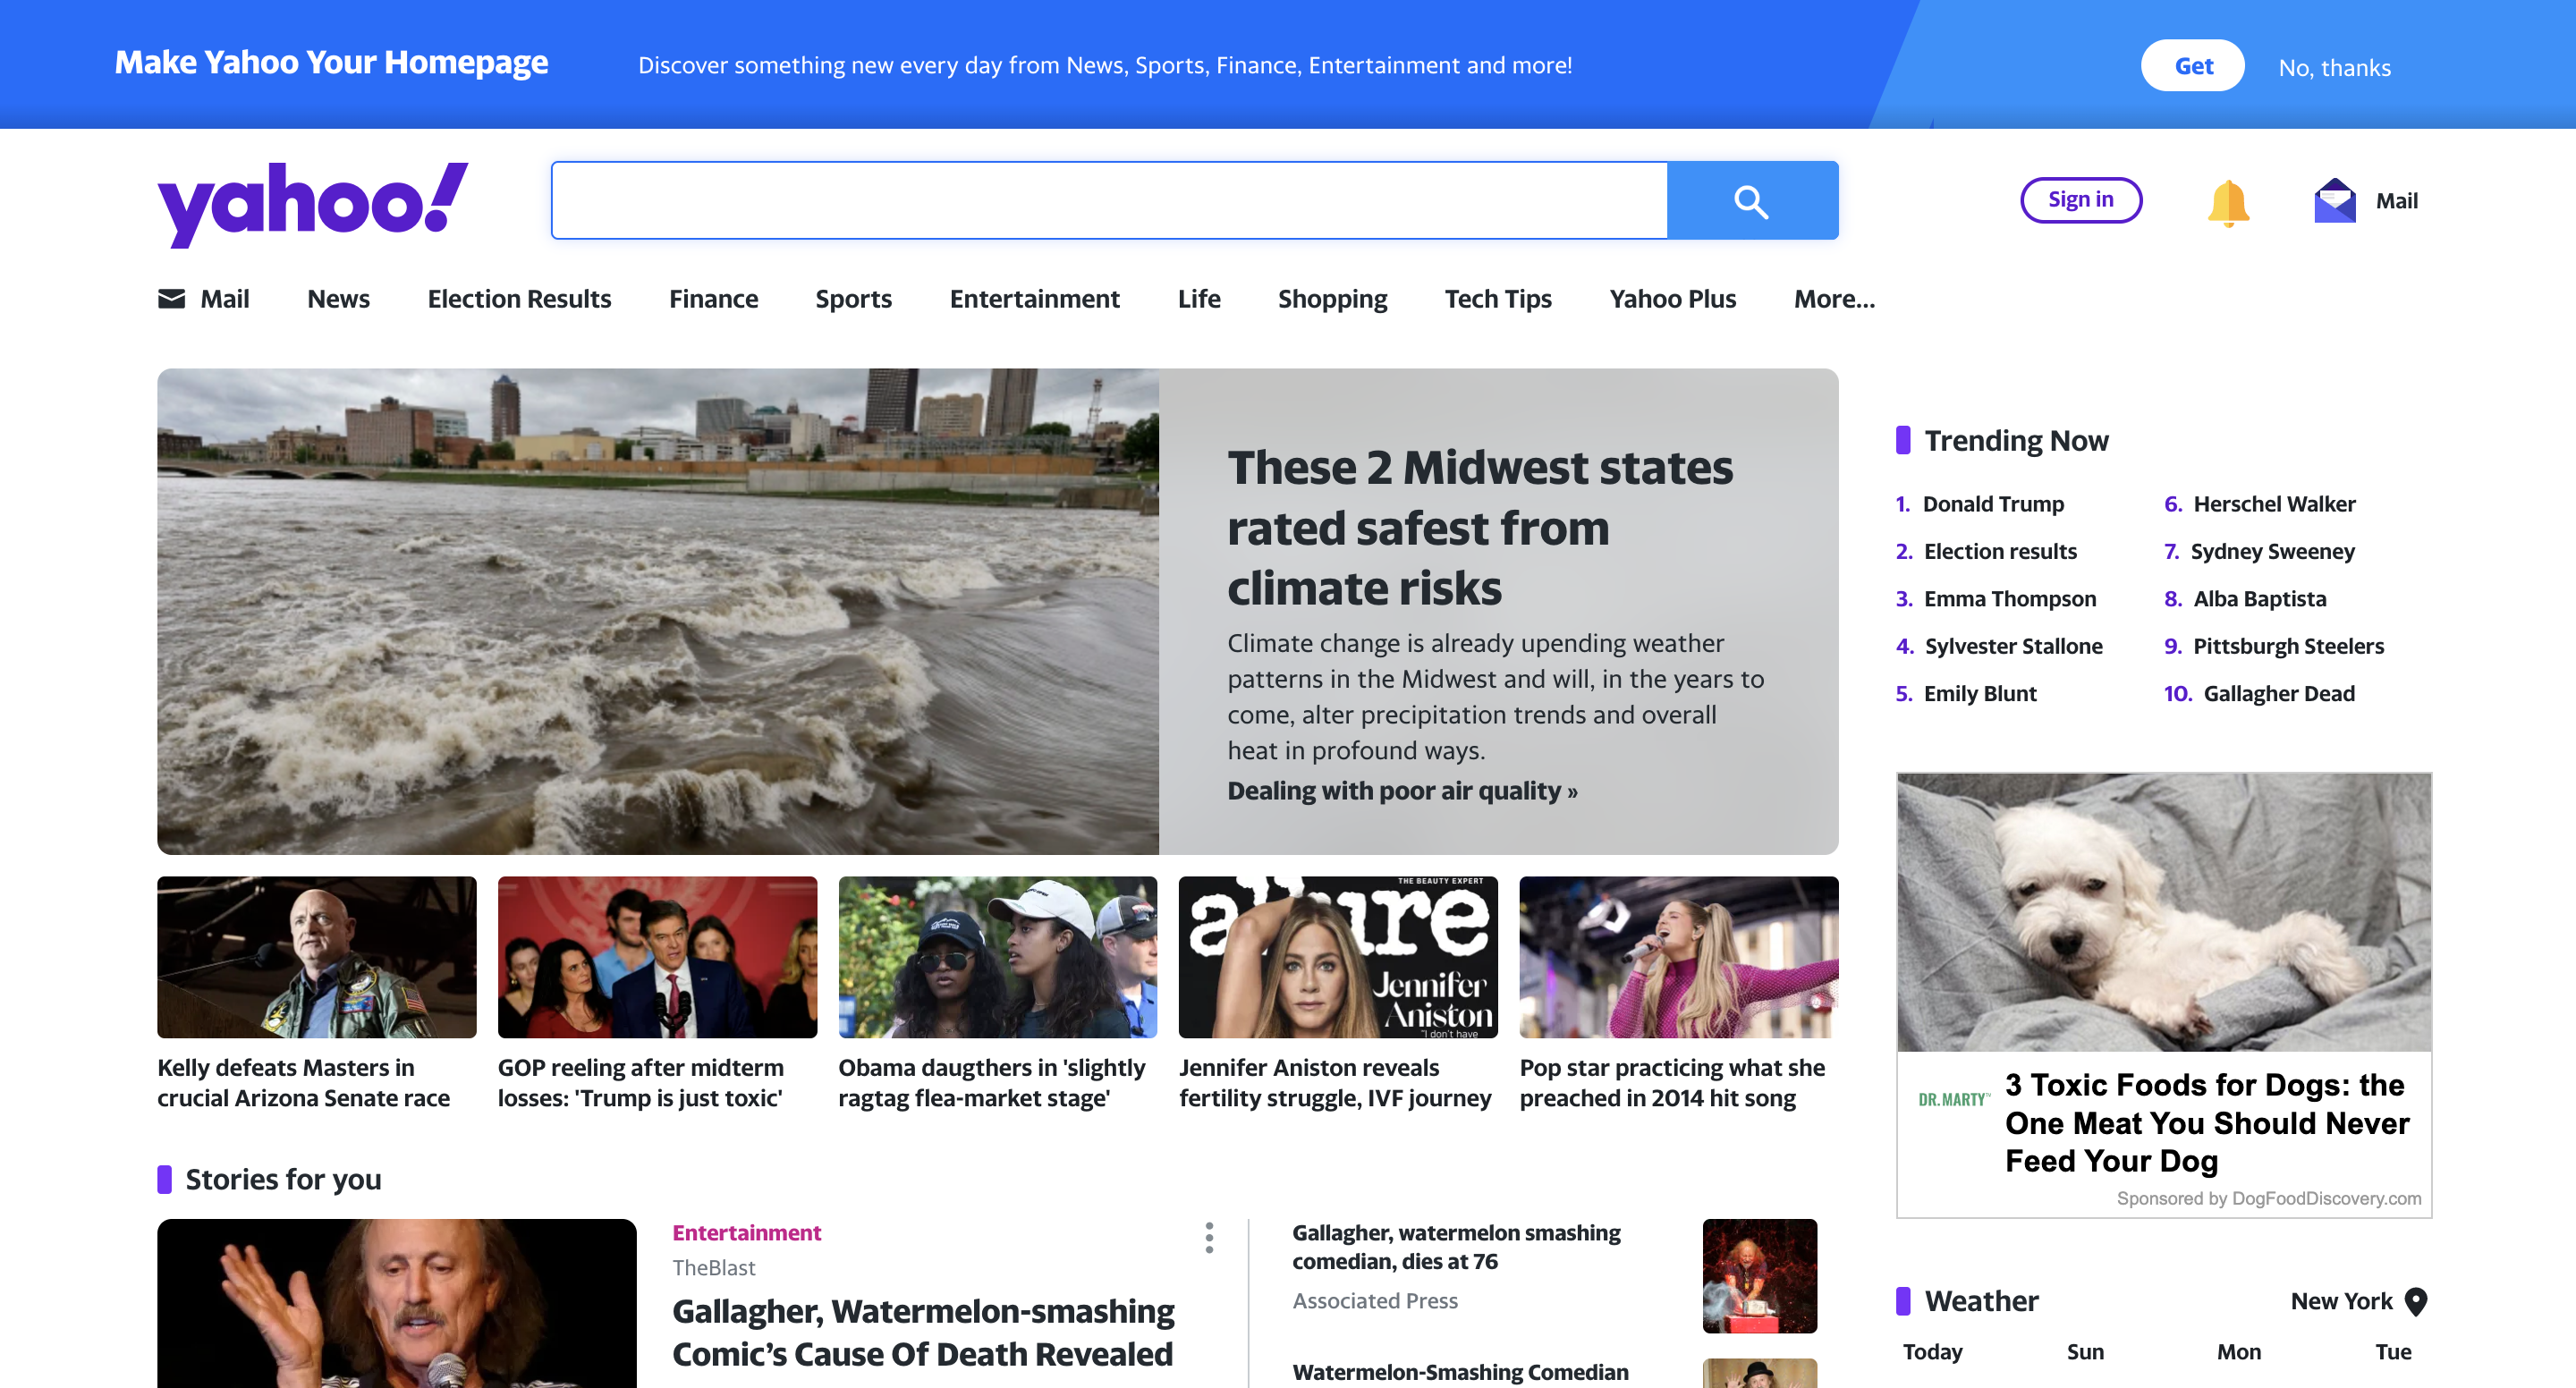 Make Yahoo Your Homepage
Discover something new every day from News, Sports, Finance, Entertainment and more!
Get
No, thanks
yahoo!
Sign in
Mail
Mail
News
Election Results
Finance
Sports
Entertainment
Life
Shopping
Tech Tips
Yahoo Plus
More...
These 2 Midwest states
rated safest from
climate risks
Climate change is already upending weather
patterns in the Midwest and will, in the years to
come, alter precipitation trends and overall
heat in profound ways.
Dealing with poor air quality »
Trending Now
1. Donald Trump
2. Election results
3. Emma Thompson
4. Sylvester Stallone
5. Emily Blunt
6. Herschel Walker
7. Sydney Sweeney
8. Alba Baptista
9. Pittsburgh Steelers
10. Gallagher Dead
THE BEAUTY EXPERT
allure
Jennifer
Aniston
"I don't have
Kelly defeats Masters in
crucial Arizona Senate race
GOP reeling after midterm
losses: 'Trump is just toxic'
Obama daugthers in 'slightly
ragtag flea-market stage'
Jennifer Aniston reveals
fertility struggle, IVF journey
Pop star practicing what she
preached in 2014 hit song
DR. MARTY™
3 Toxic Foods for Dogs: the
One Meat You Should Never
Feed Your Dog
Sponsored by DogFoodDiscovery.com
Stories for you
Entertainment
TheBlast
Gallagher, Watermelon-smashing
Comic's Cause Of Death Revealed
Gallagher, watermelon smashing
comedian, dies at 76
Associated Press
Watermelon-Smashing Comedian
Weather
New York
Today
Sun
Mon
Tue